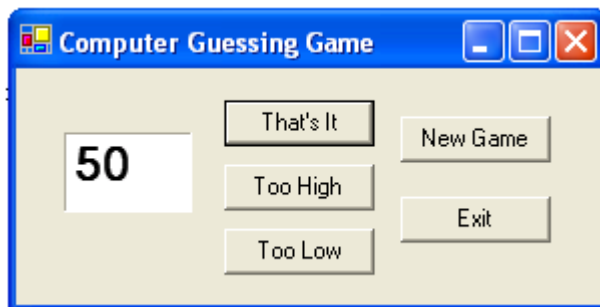 Computer Guessing Game
50
That's It
Too High
Too Low
New Game
Exit